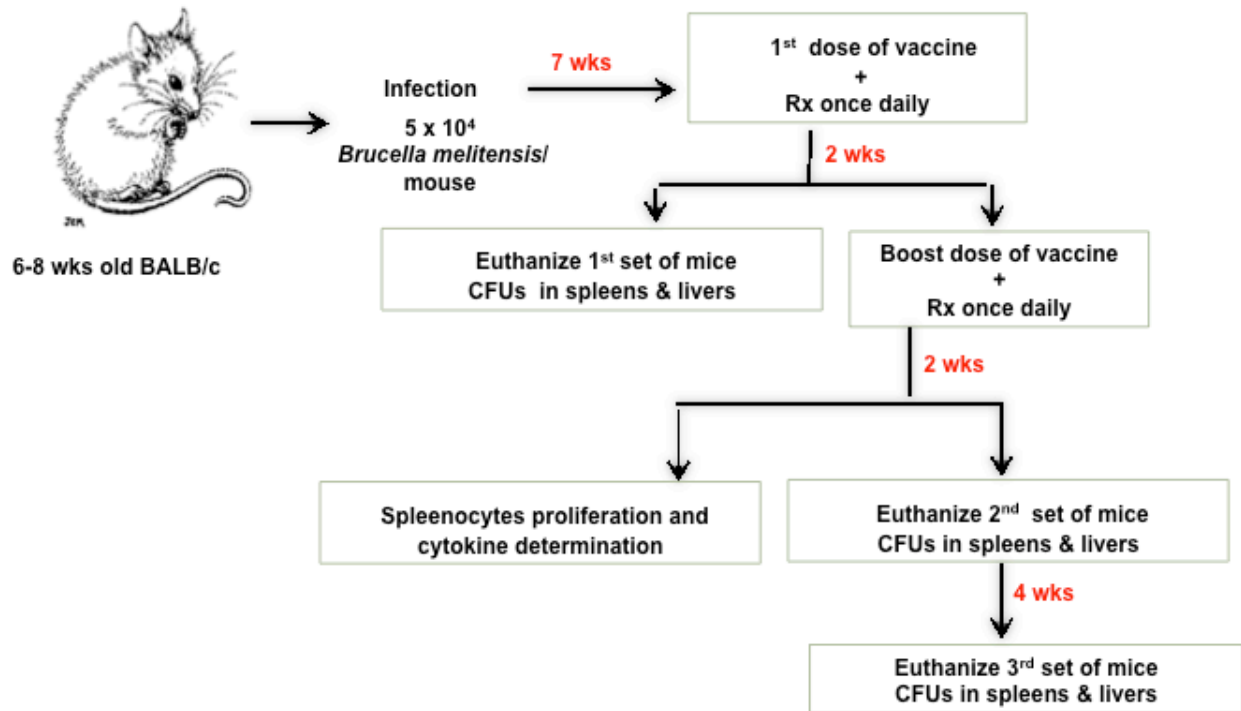 1st dose of vaccine
+
Rx once daily
7 wks
Infection
5 x 10⁴
Brucella melitensis/
mouse
JCM
6-8 wks old BALB/c
2 wks
Euthanize 1st set of mice
CFUs in spleens & livers
Boost dose of vaccine
+
Rx once daily
2 wks
Spleenocytes proliferation and
cytokine determination
Euthanize 2nd set of mice
CFUs in spleens & livers
4 wks
Euthanize 3rd set of mice
CFUs in spleens & livers